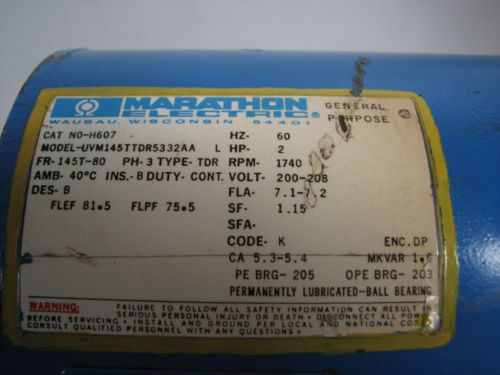 MARATHON ELECTRIC®
GENERAL PURPOSE
WAUSAU, WISCONSIN 54401
CAT NO-H607 HZ- 60
MODEL-UVM145TTDR5332AA L HP- 2
FR-145T-80 PH-3 TYPE-TDR RPM- 1740
AMB-40°C INS.-B DUTY-CONT. VOLT- 200-208
DES-B FLA- 7.1-7.2
FLEF 81.5 FLPF 75.5 SF- 1.15
SFA-
CODE- K ENC.DP
CA 5.3-5.4 MKVAR 1.6
PE BRG-205 OPE BRG-203
PERMANENTLY LUBRICATED-BALL BEARING
WARNING: FAILURE TO FOLLOW ALL SAFETY INFORMATION CAN RESULT IN
SERIOUS PERSONAL INJURY OR DEATH • DISCONNECT ALL POWER
BEFORE SERVICING • INSTALL AND GROUND PER LOCAL AND NATIONAL CODES
CONSULT QUALIFIED PERSONNEL WITH ANY QUESTIONS.